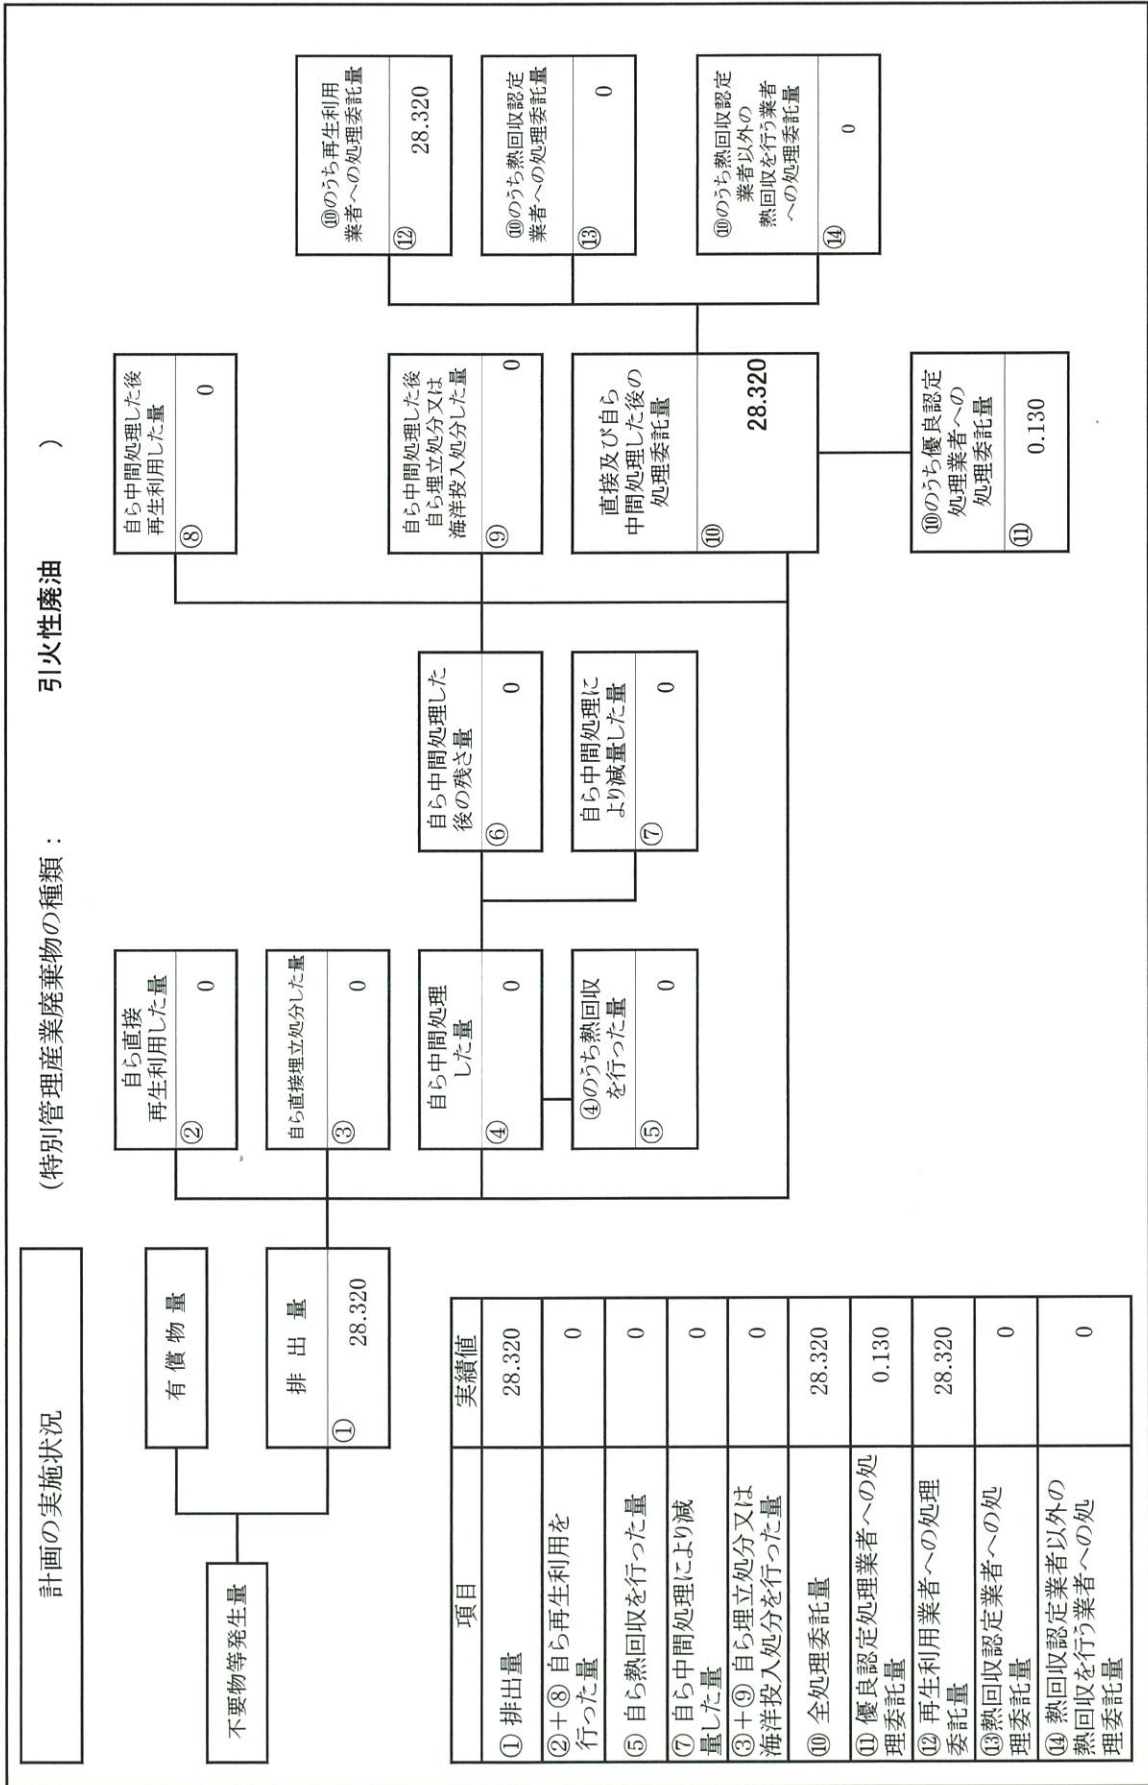 計画の実施状況
(特別管理産業廃棄物の種類: 引火性廃油 )
不要物等発生量
有償物量
排出量
① 28.320
自ら直接
再生利用した量
② 0
自ら直接埋立処分した量
③ 0
自ら中間処理
した量
④ 0
④のうち熱回収
を行った量
⑤ 0
自ら中間処理した
後の残さ量
⑥ 0
自ら中間処理に
より減量した量
⑦ 0
自ら中間処理した後
再生利用した量
⑧ 0
自ら中間処理した後
自ら埋立処分又は
海洋投入処分した量
⑨ 0
直接及び自ら
中間処理した後の
処理委託量
⑩ 28.320
⑩のうち優良認定
処理業者への
処理委託量
⑪ 0.130
⑩のうち再生利用
業者への処理委託量
⑫ 28.320
⑩のうち熱回収認定
業者への処理委託量
⑬ 0
⑩のうち熱回収認定
業者以外の
熱回収を行う業者
への処理委託量
⑭ 0
項目 実績値
①排出量 28.320
②+⑧自ら再生利用を
行った量 0
⑤自ら熱回収を行った量 0
⑦自ら中間処理により減
量した量 0
③+⑨自ら埋立処分又は
海洋投入処分を行った量 0
⑩全処理委託量 28.320
⑪優良認定処理業者への処
理委託量 0.130
⑫再生利用業者への処理
委託量 28.320
⑬熱回収認定業者への処
理委託量 0
⑭熱回収認定業者以外の
熱回収を行う業者への処
理委託量 0